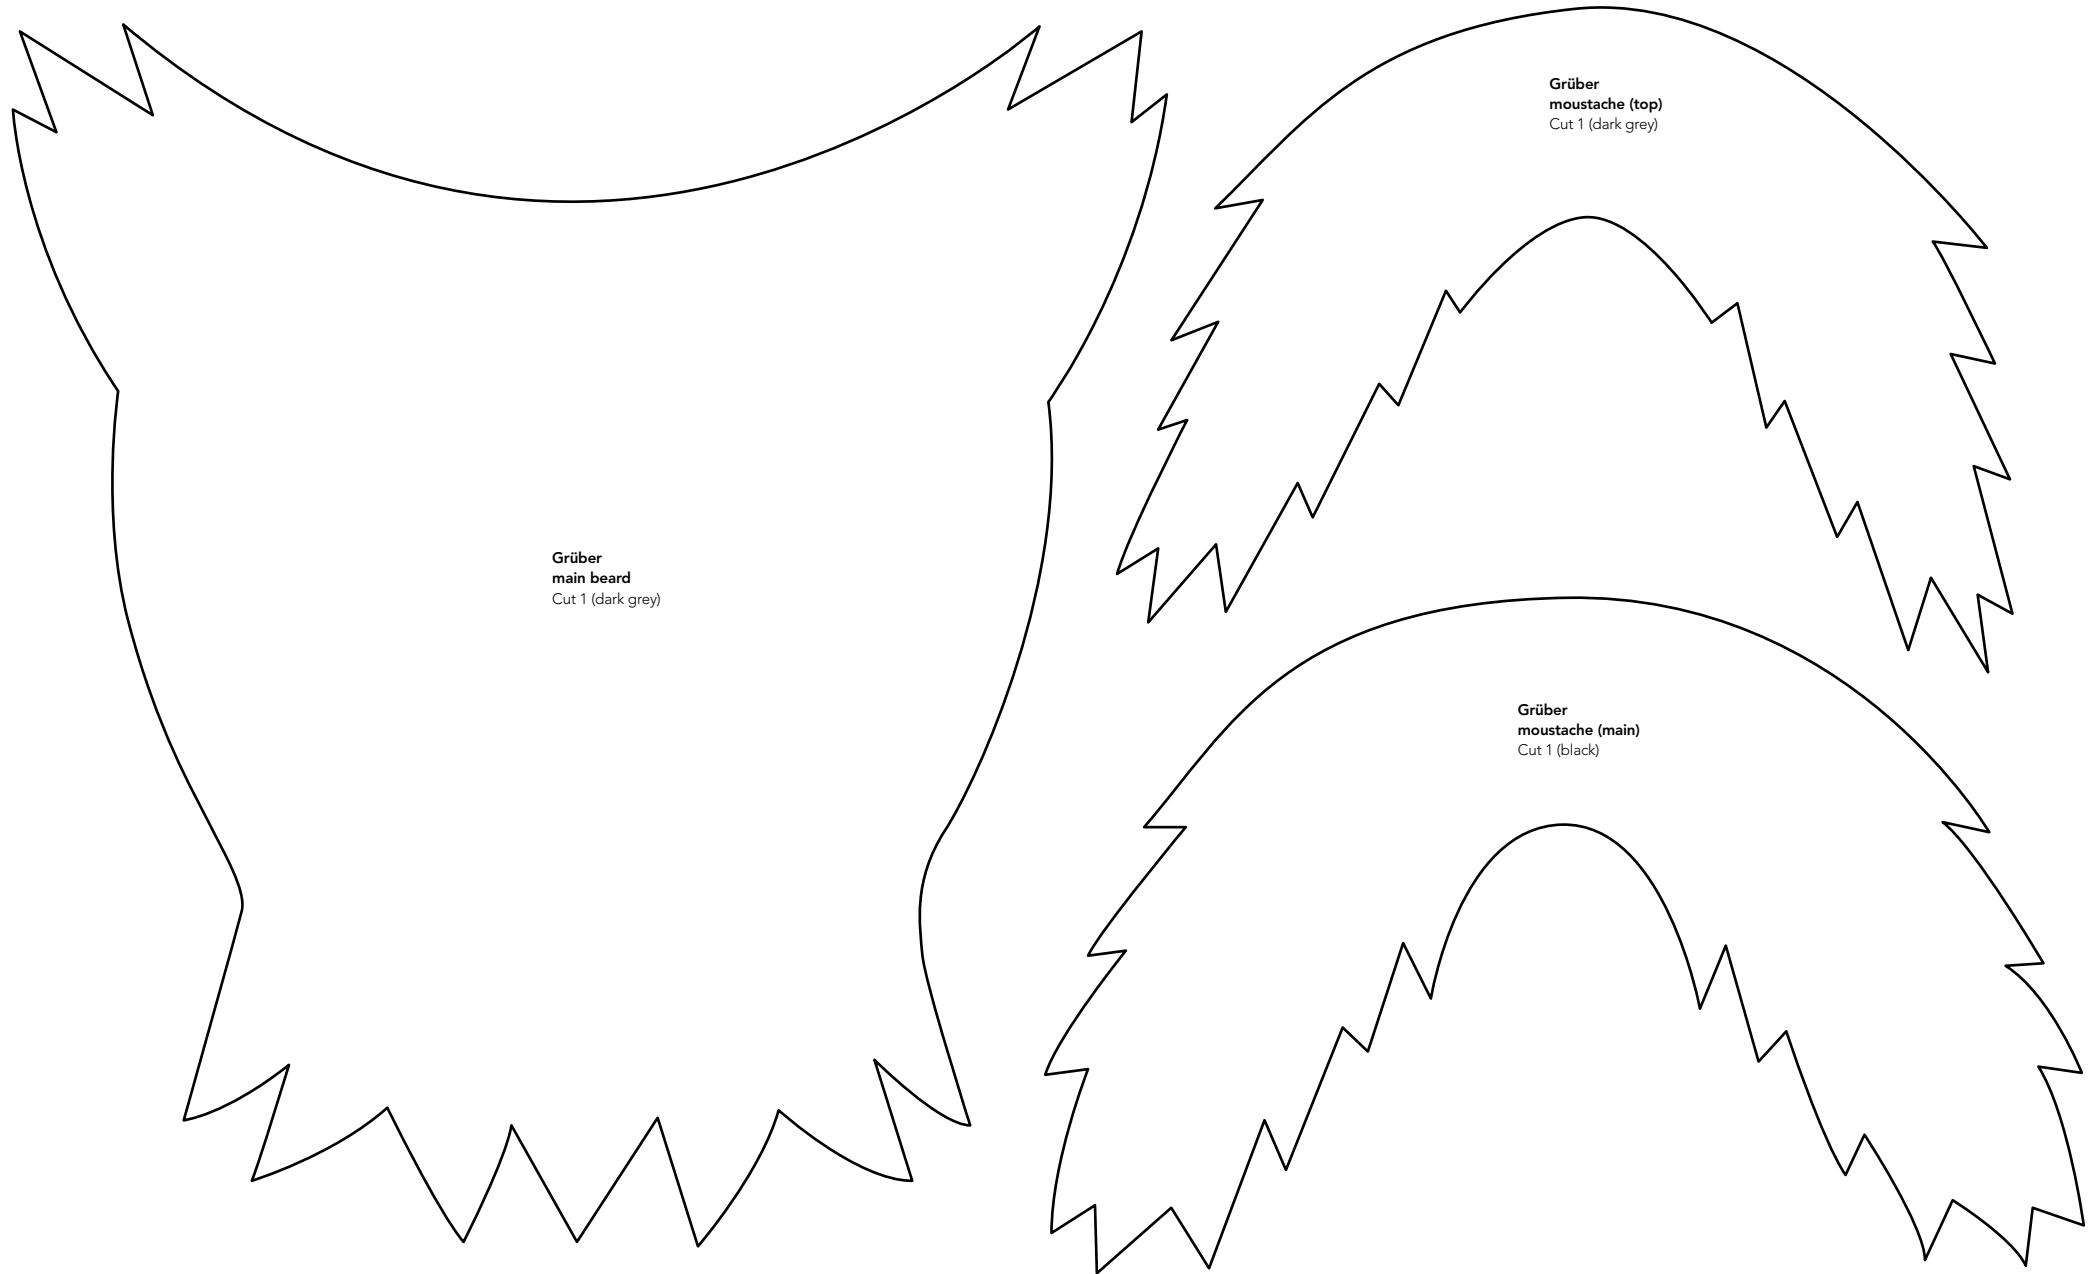 Grüber
main beard
Cut 1 (dark grey)
Grüber
moustache (top)
Cut 1 (dark grey)
Grüber
moustache (main)
Cut 1 (black)